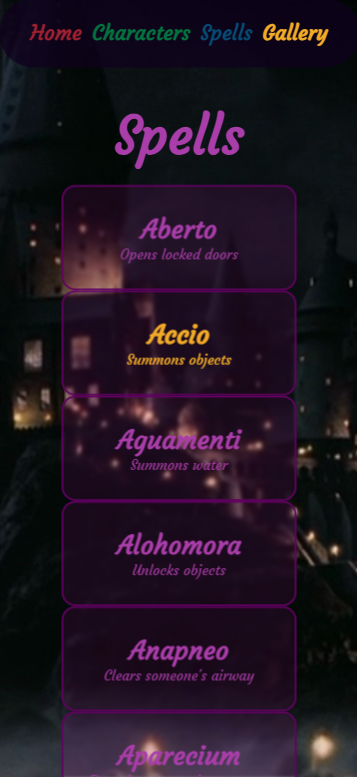 Home Characters Spells Gallery
Spells
Aberto
Opens locked doors
Accio
Summons objects
Aguamenti
Summons water
Alohomora
Unlocks objects
Anapneo
Clears someone's airway
Aparecium